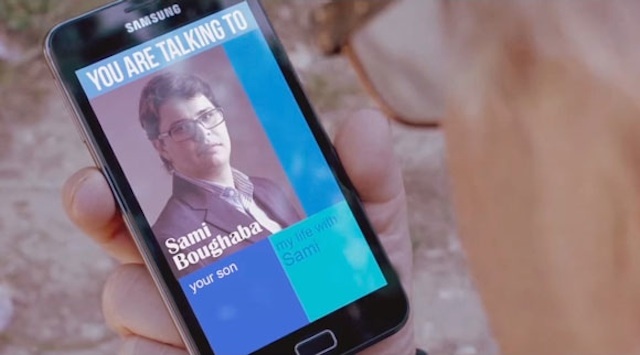 SAMSUNG
YOU ARE TALKING TO
Sami
Boughaba
your son
my life with
Sami